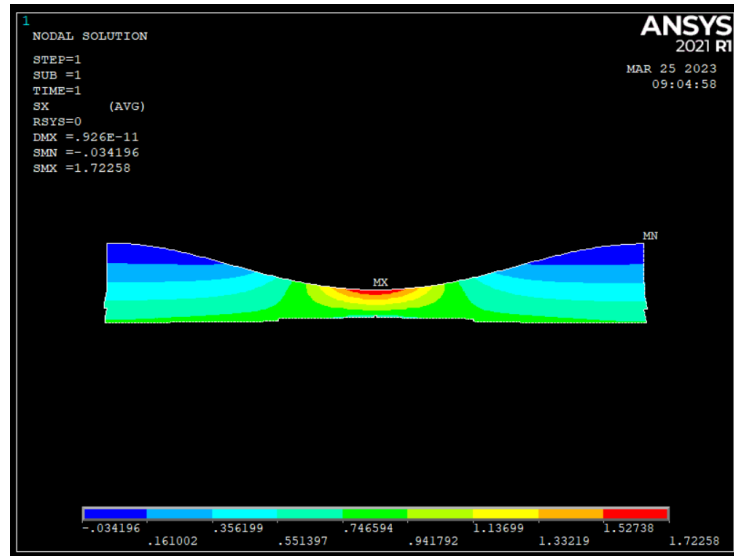 1
NODAL SOLUTION
STEP=1
SUB =1
TIME=1
SX (AVG)
RSYS=0
DMX =.926E-11
SMN =-.034196
SMX =1.72258
ANSYS
2021 R1
MAR 25 2023
09:04:58
MN
MX
-.034196 .356199 .746594 1.13699 1.52738
.161002 .551397 .941792 1.33219 1.72258